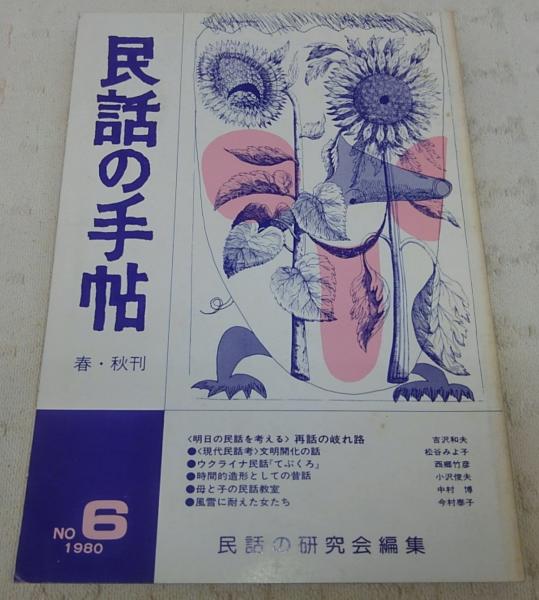 民話の手帖
春・秋刊
〈明日の民話を考える〉 再話の岐れ路 吉沢和夫
●〈現代民話考〉文明開化の話 松谷みよ子
●ウクライナ民話『てぶくろ』 西郷竹彦
●時間的造形としての昔話 小沢俊夫
●母と子の民話教室 中村 博
●風雪に耐えた女たち 今村泰子
NO 6
1980
民話の研究会編集